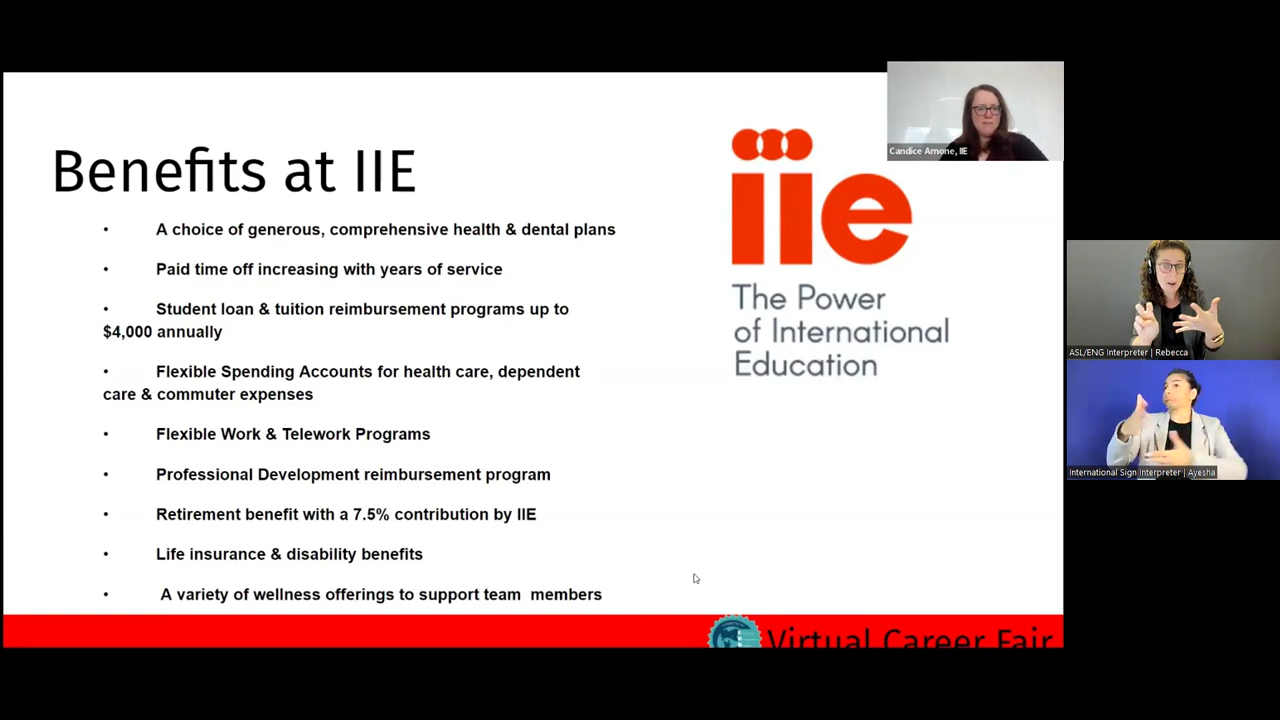 Benefits at IIE
• A choice of generous, comprehensive health & dental plans
• Paid time off increasing with years of service
• Student loan & tuition reimbursement programs up to
$4,000 annually
• Flexible Spending Accounts for health care, dependent
care & commuter expenses
• Flexible Work & Telework Programs
• Professional Development reimbursement program
• Retirement benefit with a 7.5% contribution by IIE
• Life insurance & disability benefits
• A variety of wellness offerings to support team members
iie
The Power
of International
Education
Candice Arnone, IIE
ASL/ENG Interpreter | Rebecca
International Sign Interpreter | Ayesha
Virtual Career Fair